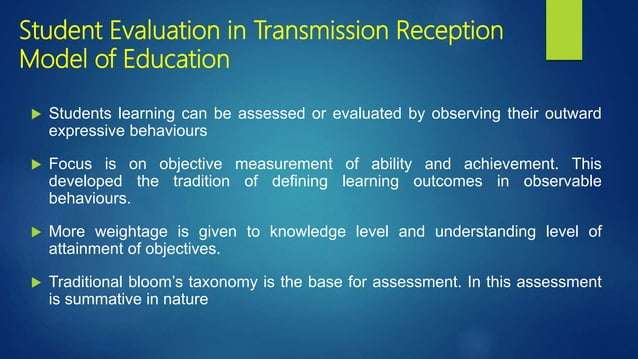 Student Evaluation in Transmission Reception
Model of Education
Students learning can be assessed or evaluated by observing their outward
expressive behaviours
Focus is on objective measurement of ability and achievement. This
developed the tradition of defining learning outcomes in observable
behaviours.
More weightage is given to knowledge level and understanding level of
attainment of objectives.
Traditional bloom's taxonomy is the base for assessment. In this assessment
is summative in nature